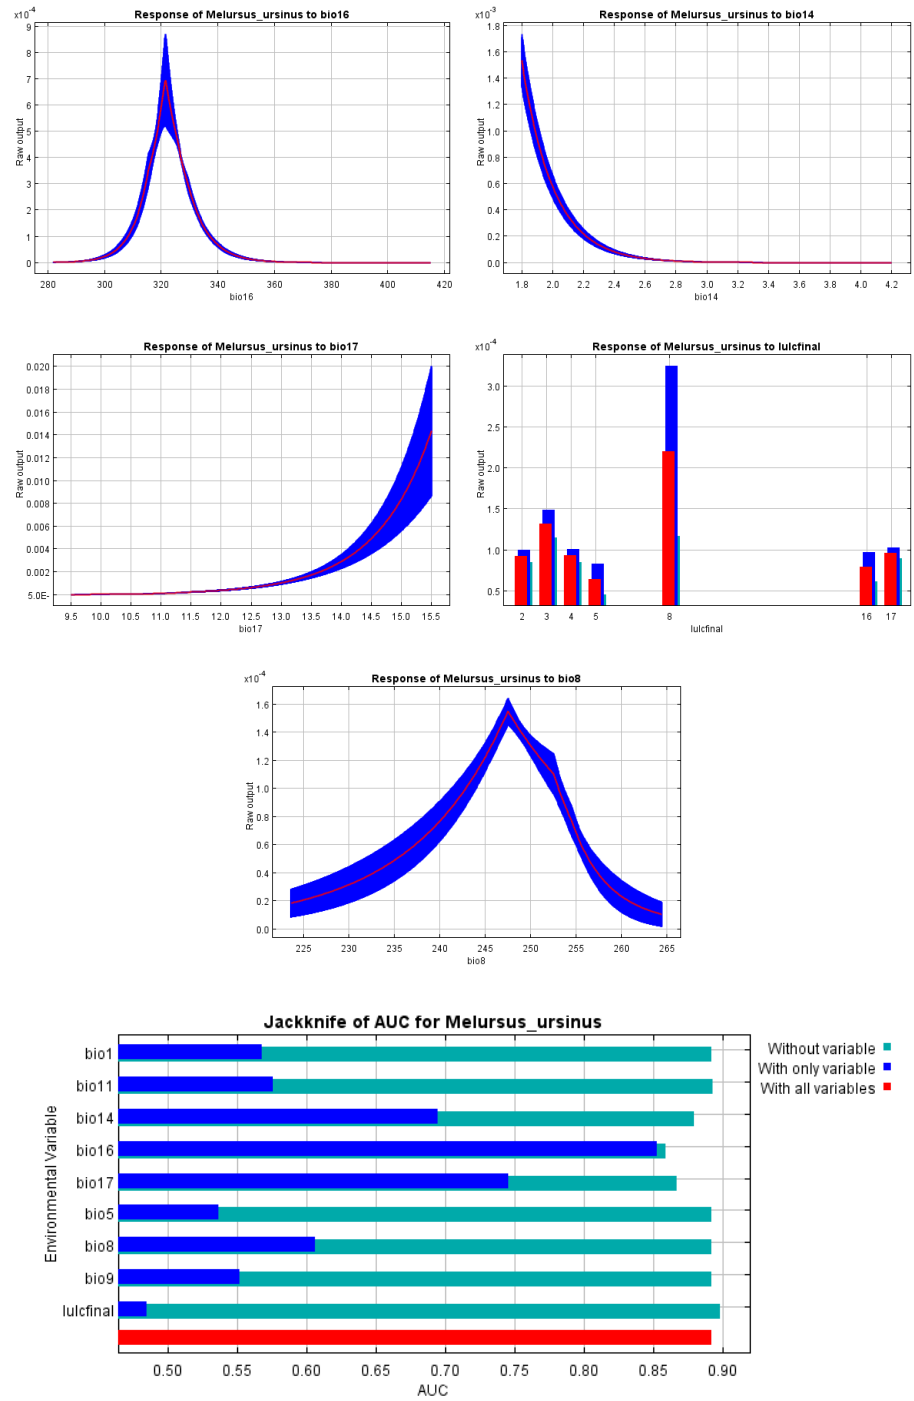 Response of Melursus_ursinus to bio16
x10-4
9
8
7
6
5
4
3
2
1
0
Raw output
280 300 320 340 360 380 400 420
bio16
Response of Melursus_ursinus to bio14
x10-3
1.8
1.6
1.4
1.2
1.0
0.8
0.6
0.4
0.2
0.0
Raw output
1.8 2.0 2.2 2.4 2.6 2.8 3.0 3.2 3.4 3.6 3.8 4.0 4.2
bio14
Response of Melursus_ursinus to bio17
0.020
0.018
0.016
0.014
0.012
0.010
0.008
0.006
0.004
0.002
5.0E-
Raw output
9.5 10.0 10.5 11.0 11.5 12.0 12.5 13.0 13.5 14.0 14.5 15.0 15.5
bio17
Response of Melursus_ursinus to lulcfinal
x10-4
3.0
2.5
2.0
1.5
1.0
0.5
Raw output
2 3 4 5 8 16 17
lulcfinal
Response of Melursus_ursinus to bio8
x10-4
1.6
1.4
1.2
1.0
0.8
0.6
0.4
0.2
0.0
Raw output
225 230 235 240 245 250 255 260 265
bio8
Jackknife of AUC for Melursus_ursinus
Environmental Variable
bio1
bio11
bio14
bio16
bio17
bio5
bio8
bio9
lulcfinal
0.50 0.55 0.60 0.65 0.70 0.75 0.80 0.85 0.90
AUC
Without variable
With only variable
With all variables